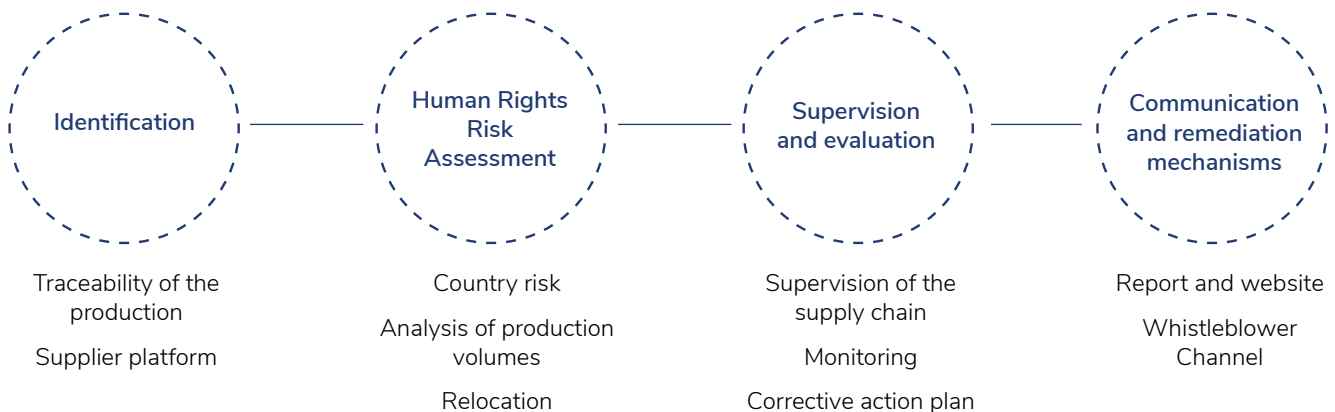 Identification
Traceability of the
production
Supplier platform
Human Rights
Risk
Assessment
Country risk
Analysis of production
volumes
Relocation
Supervision
and evaluation
Supervision of the
supply chain
Monitoring
Corrective action plan
Communication
and remediation
mechanisms
Report and website
Whistleblower
Channel